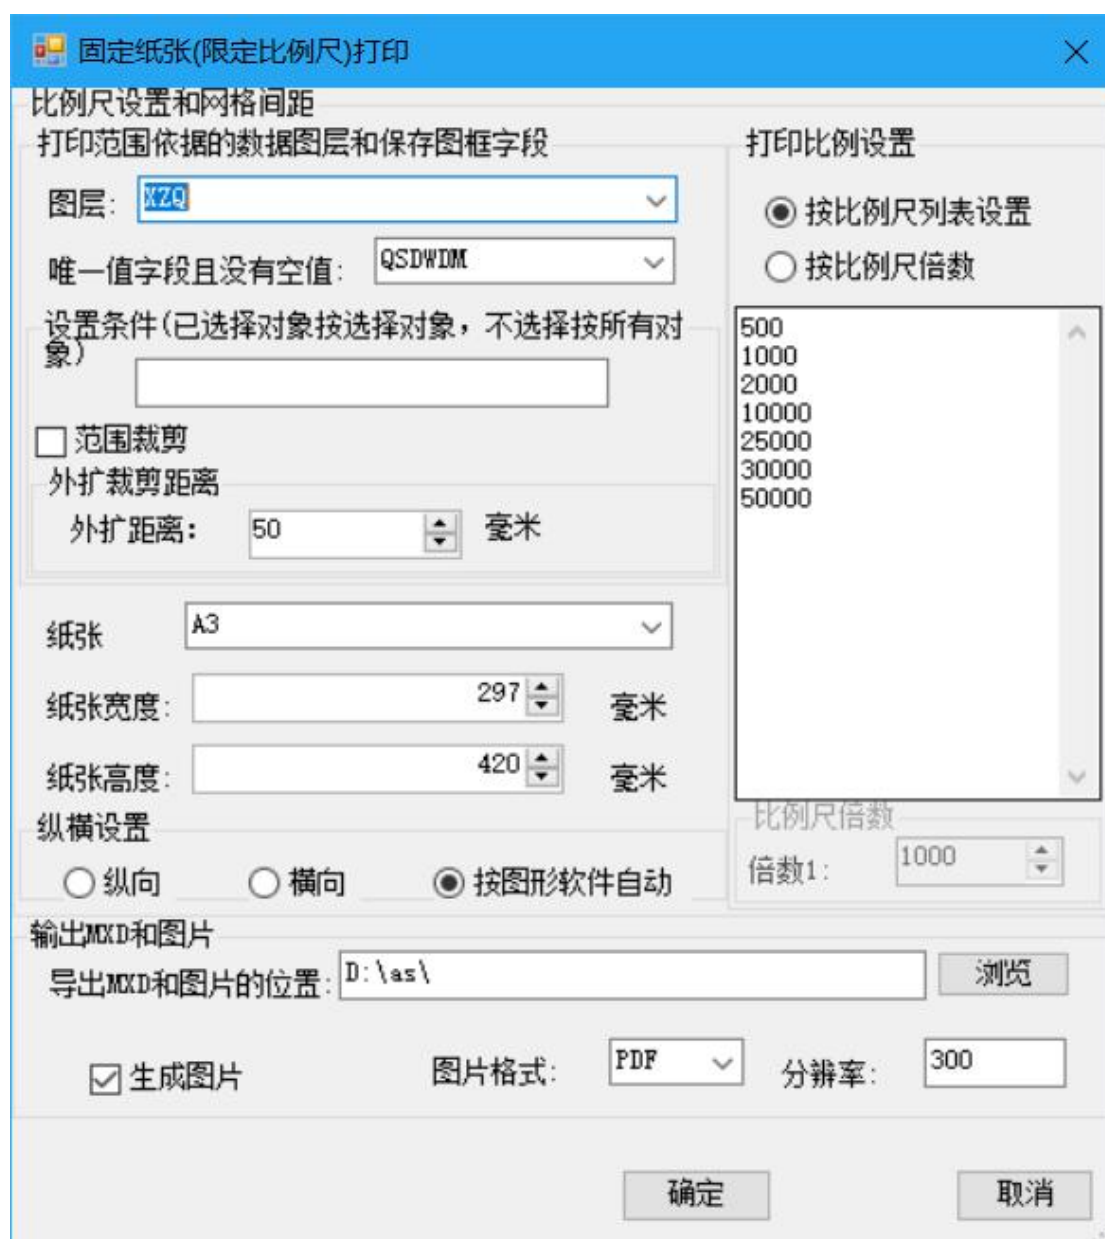 固定纸张(限定比例尺)打印
比例尺设置和网格间距
打印范围依据的数据图层和保存图框字段
图层: XZQ
唯一值字段且没有空值: QSDWDM
设置条件(已选择对象按选择对象，不选择按所有对
象)
范围裁剪
外扩裁剪距离
外扩距离: 50 毫米
纸张 A3
纸张宽度: 297 毫米
纸张高度: 420 毫米
纵横设置
纵向 横向 按图形软件自动
打印比例设置
按比例尺列表设置
按比例尺倍数
500
1000
2000
10000
25000
30000
50000
比例尺倍数
倍数1: 1000
输出MXD和图片
导出MXD和图片的位置: D:\as\ 浏览
生成图片 图片格式: PDF 分辨率: 300
确定 取消